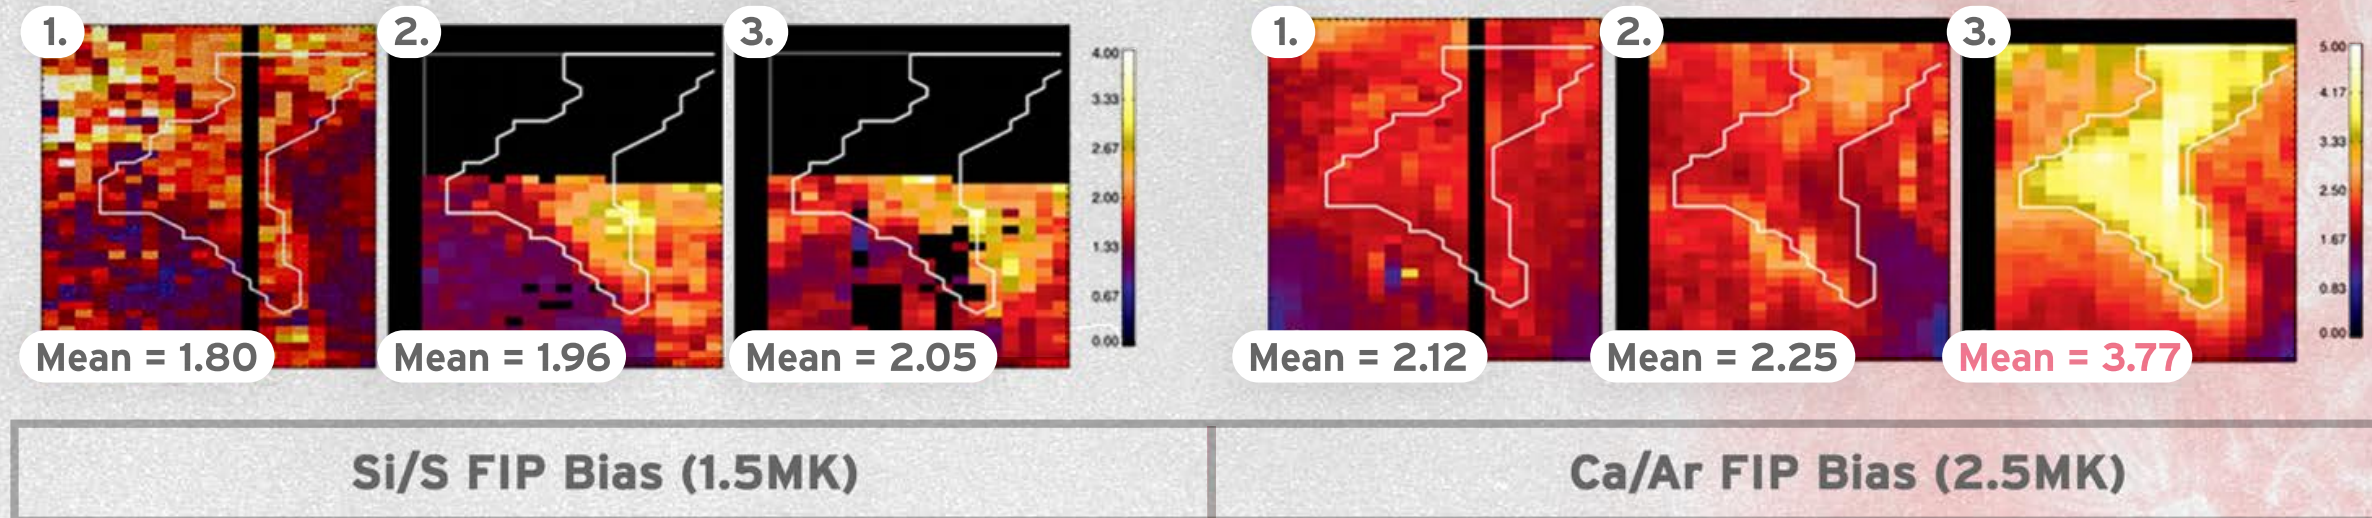 1.
2.
3.
4.00
3.33
2.67
2.00
1.33
0.67
0.00
Mean = 1.80
Mean = 1.96
Mean = 2.05
1.
2.
3.
5.00
4.17
3.33
2.50
1.67
0.83
0.00
Mean = 2.12
Mean = 2.25
Mean = 3.77
Si/S FIP Bias (1.5MK)
Ca/Ar FIP Bias (2.5MK)